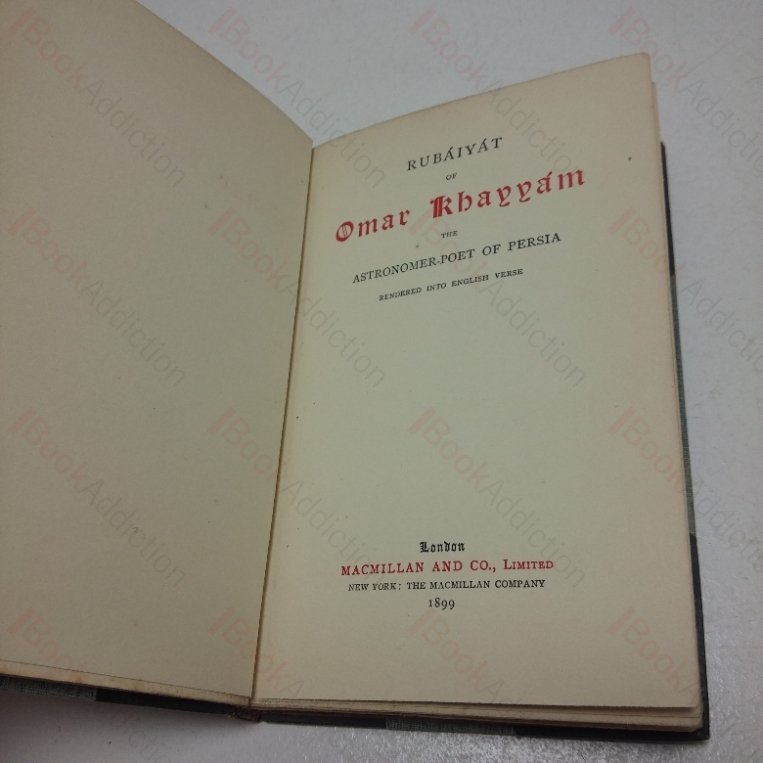 RUBÁIYÁT
OF
Omar Khayyám
THE
ASTRONOMER-POET OF PERSIA
RENDERED INTO ENGLISH VERSE
London
MACMILLAN AND CO., LIMITED
NEW YORK: THE MACMILLAN COMPANY
1899
BookAddiction